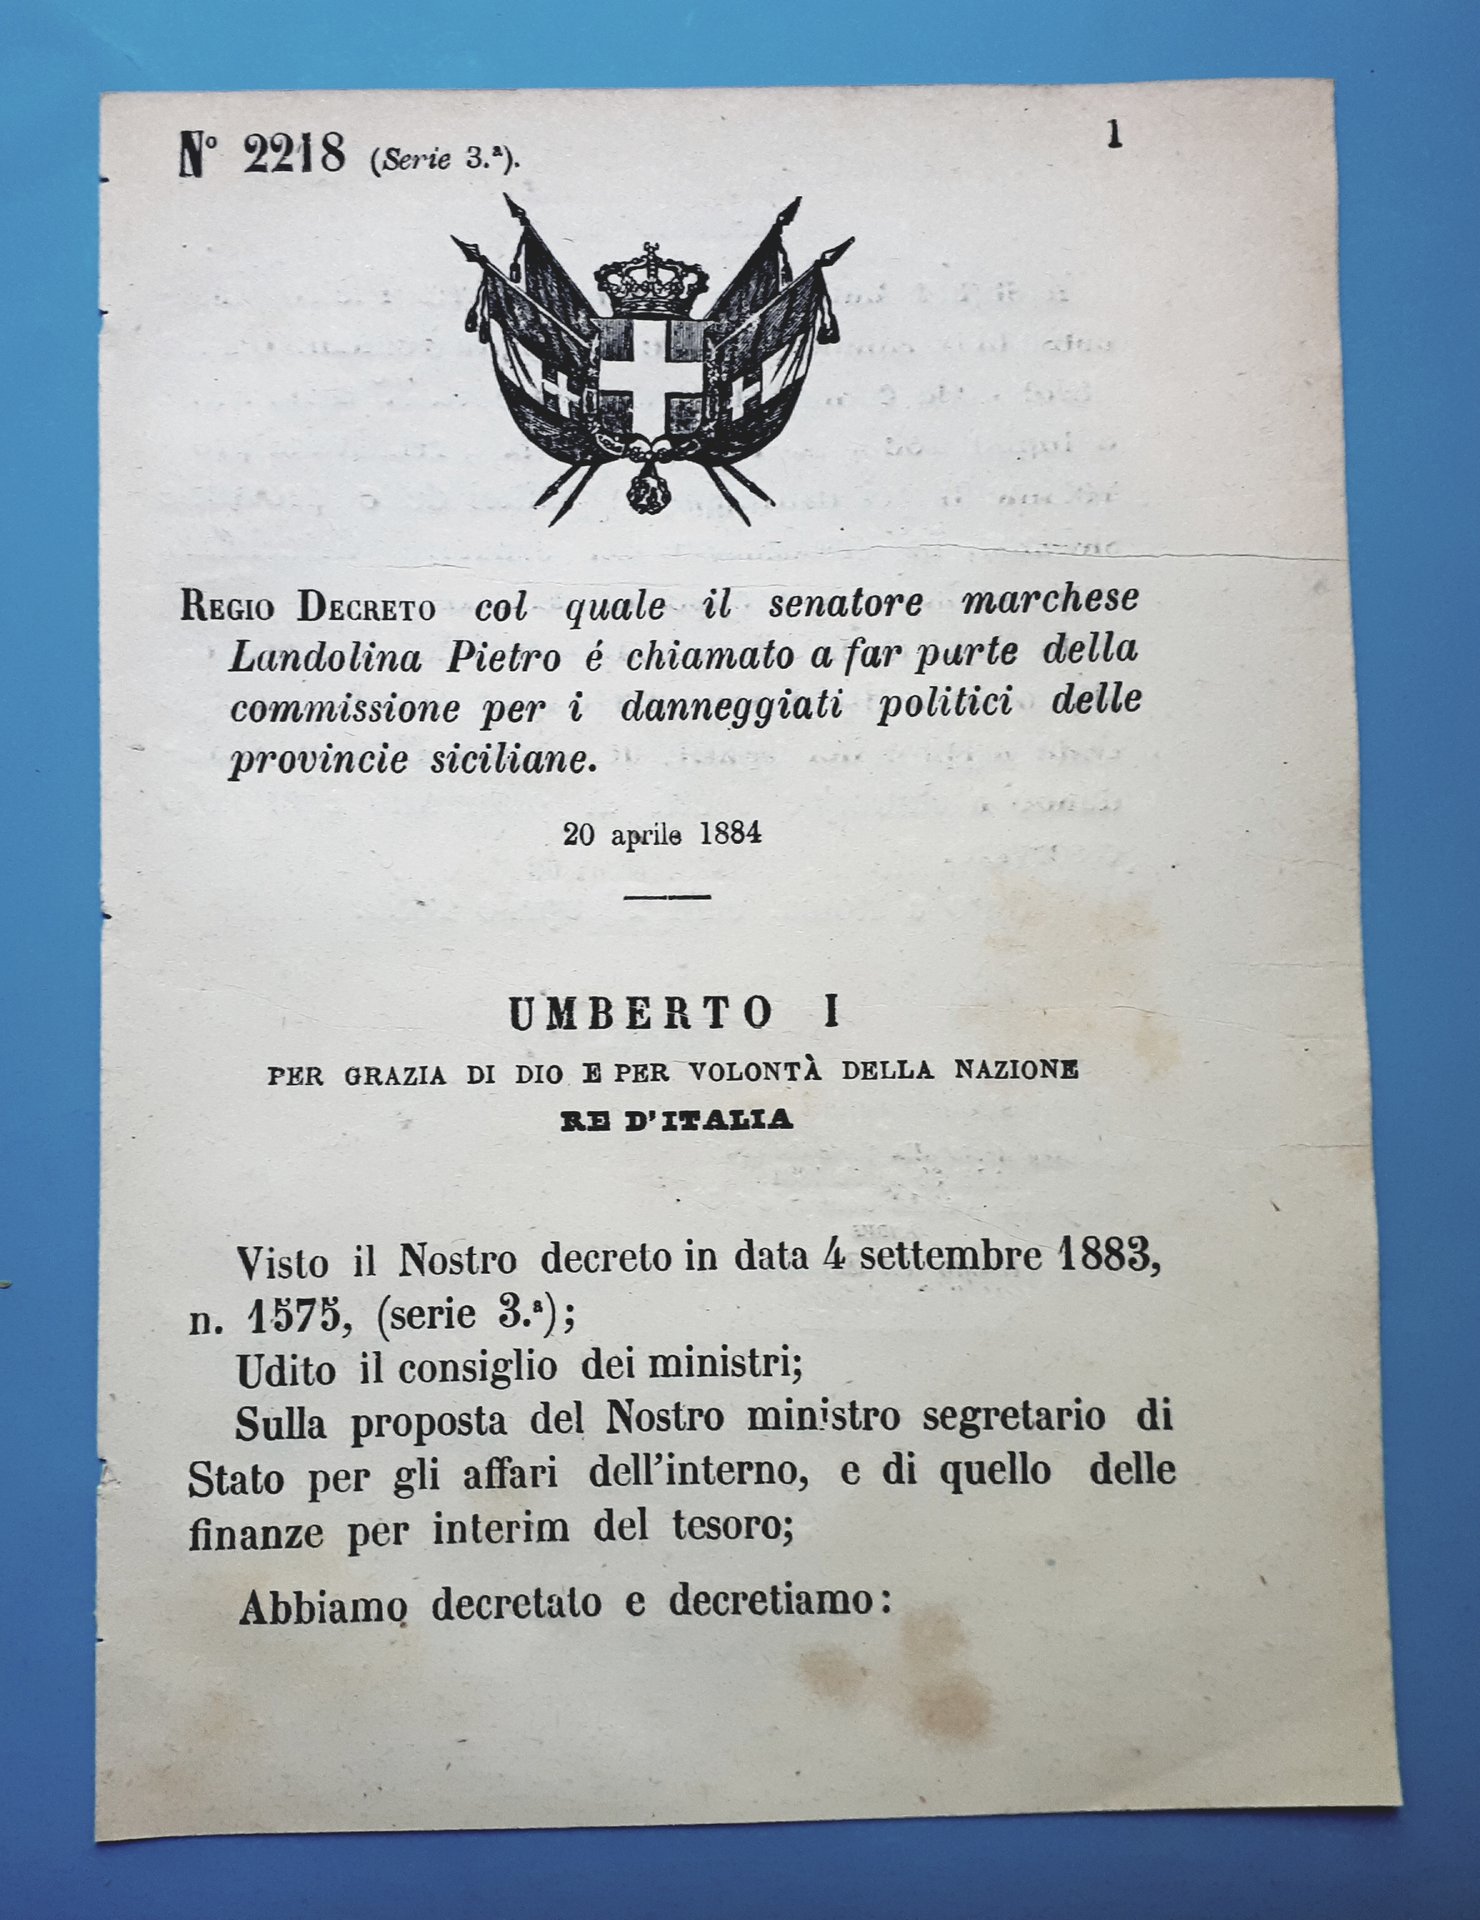 N° 2218 (Serie 3.ª).
1
REGIO DECRETO col quale il senatore marchese
Landolina Pietro é chiamato a far parte della
commissione per i danneggiati politici delle
provincie siciliane.
20 aprile 1884
UMBERTO I
PER GRAZIA DI DIO E PER VOLONTÀ DELLA NAZIONE
RE D'ITALIA
Visto il Nostro decreto in data 4 settembre 1883,
n. 1575, (serie 3.ª);
Udito il consiglio dei ministri;
Sulla proposta del Nostro ministro segretario di
Stato per gli affari dell'interno, e di quello delle
finanze per interim del tesoro;
Abbiamo decretato e decretiamo: